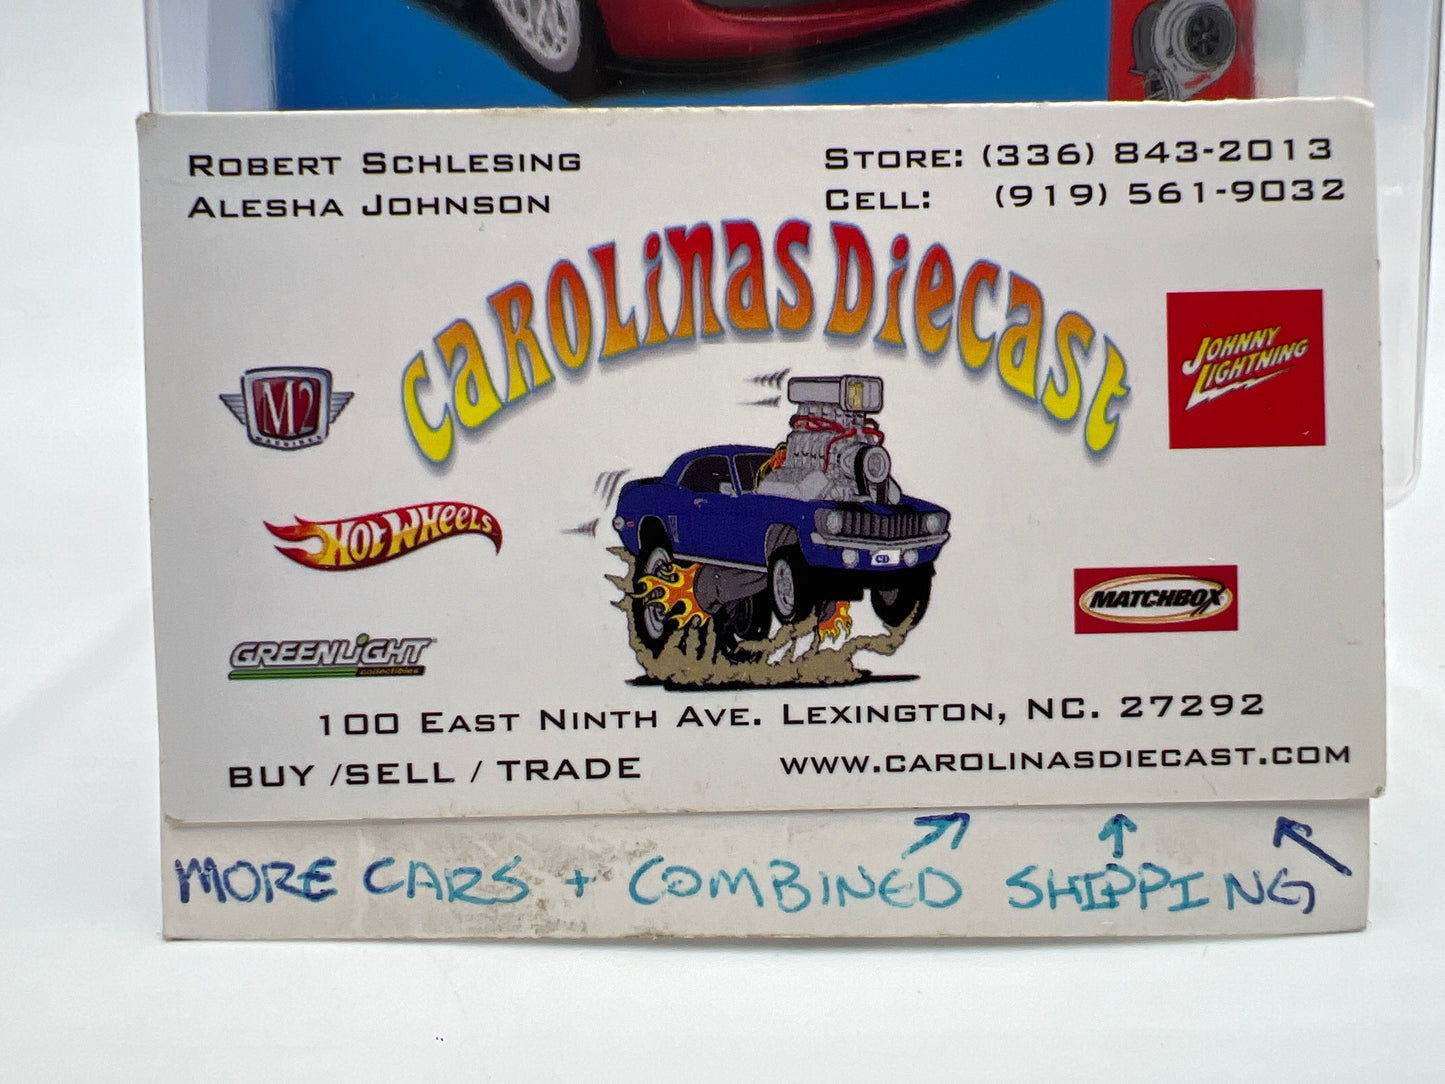 ROBERT SCHLESING
ALESHA JOHNSON
STORE: (336) 843-2013
CELL: (919) 561-9032
CAROLINAS DIECAST
M2
MACHINES
JOHNNY
LIGHTNING
HOT WHEELS
MATCHBOX
GREENLIGHT
collectibles
100 EAST NINTH AVE. LEXINGTON, NC. 27292
BUY /SELL / TRADE
WWW.CAROLINASDIECAST.COM
MORE CARS + COMBINED SHIPPING